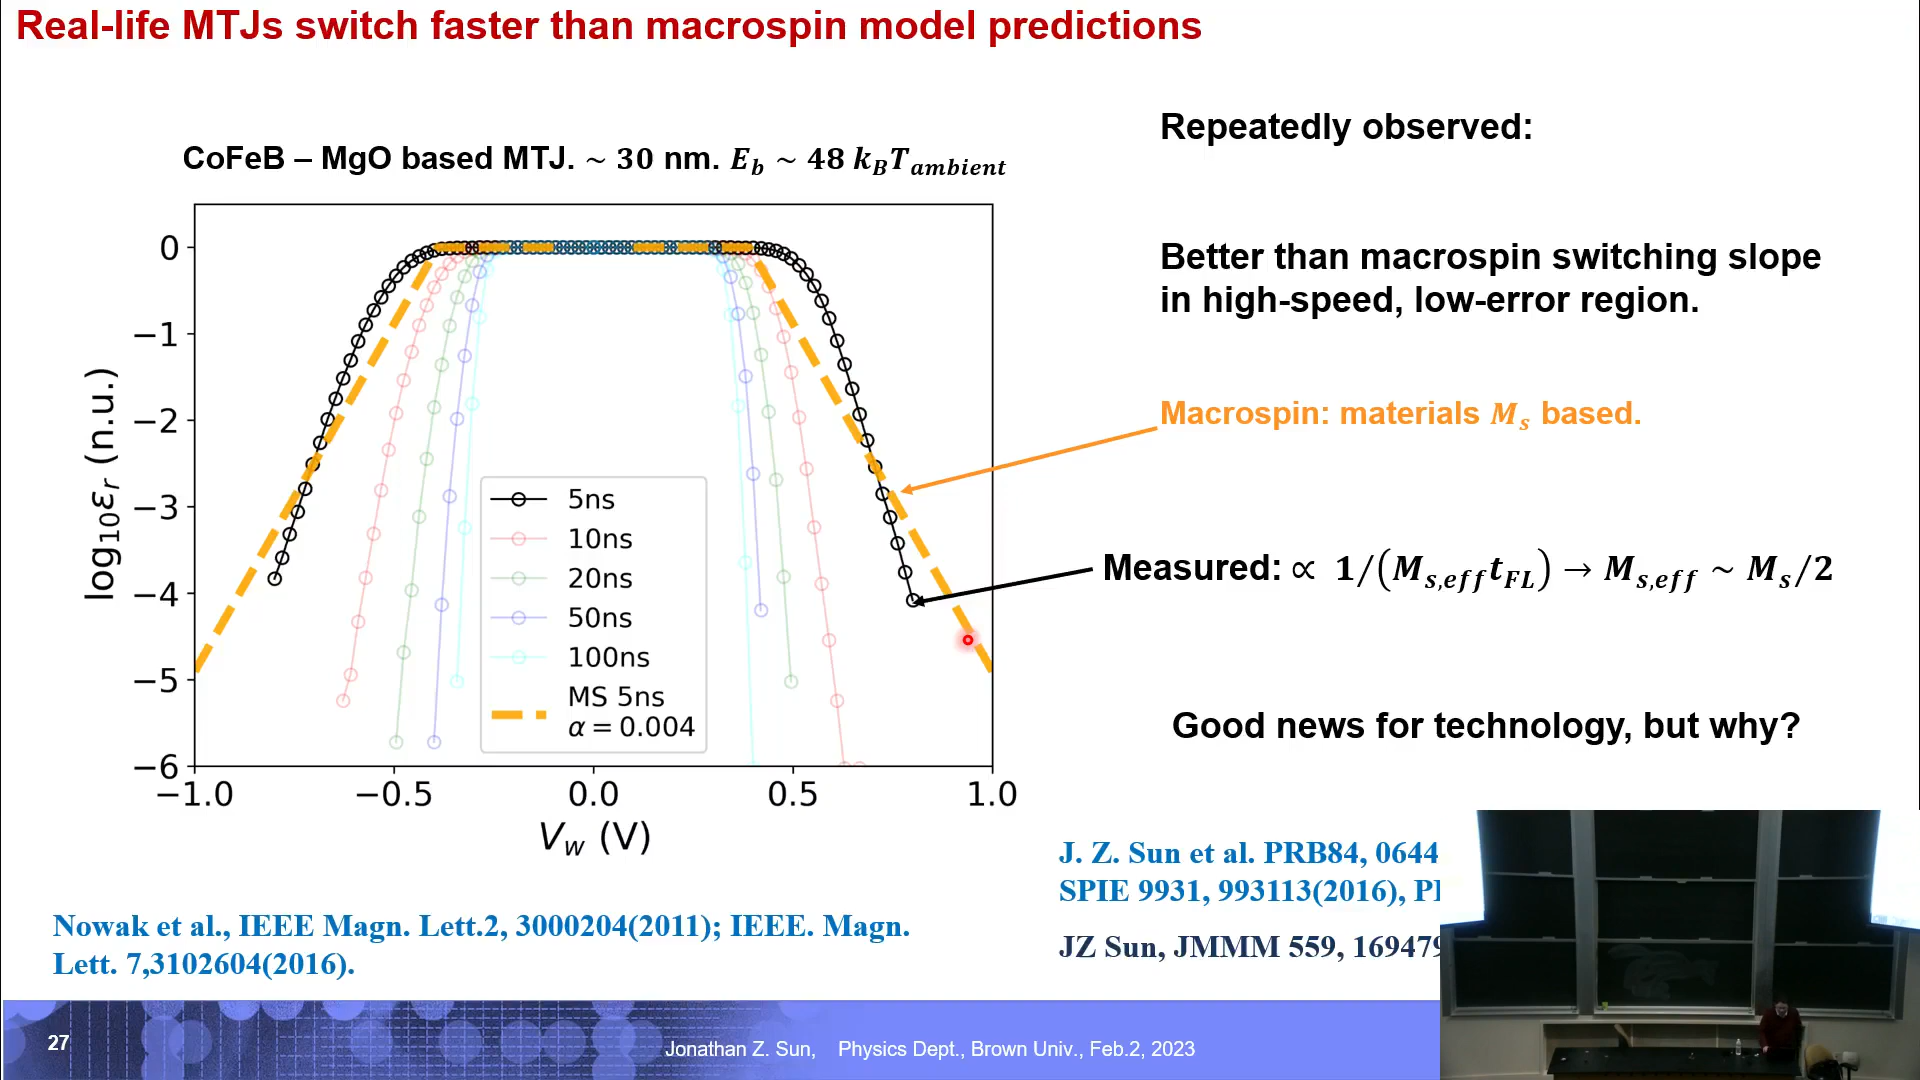 Real-life MTJs switch faster than macrospin model predictions
CoFeB – MgO based MTJ. ~ 30 nm. E_b ~ 48 k_BT_ambient
0
−1
−2
−3
−4
−5
−6
log₁₀ε_r (n.u.)
5ns
10ns
20ns
50ns
100ns
MS 5ns
α = 0.004
−1.0
−0.5
0.0
0.5
1.0
V_w (V)
Repeatedly observed:
Better than macrospin switching slope
in high-speed, low-error region.
Macrospin: materials M_s based.
Measured: ∝ 1/(M_{s,eff}t_{FL}) → M_{s,eff} ~ M_s/2
Good news for technology, but why?
J. Z. Sun et al. PRB84, 0644
SPIE 9931, 993113(2016),
JZ Sun, JMMM 559, 169479
Nowak et al., IEEE Magn. Lett.2, 3000204(2011); IEEE. Magn.
Lett. 7,3102604(2016).
27
Jonathan Z. Sun, Physics Dept., Brown Univ., Feb.2, 2023